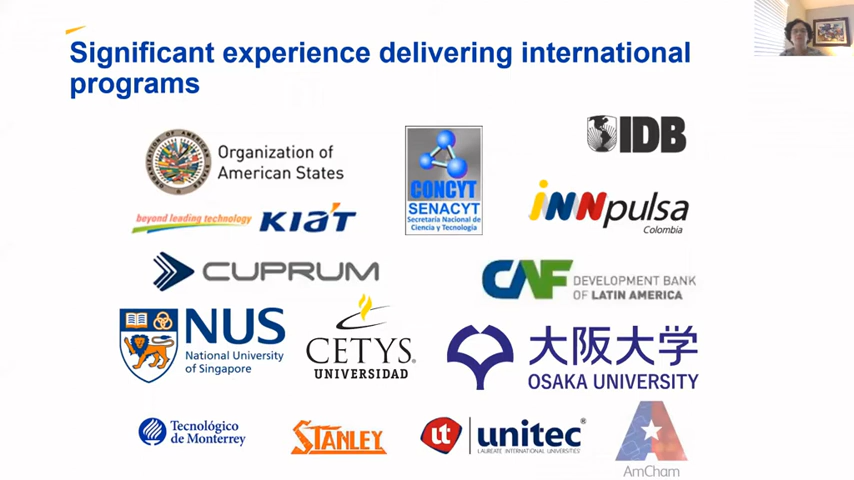 Significant experience delivering international
programs
Organization of
American States
CONCYT
SENACYT
Secretaría Nacional de
Ciencia y Tecnología
IDB
beyond leading technology KIAT
iNNpulsa
Colombia
CUPRUM
CAF DEVELOPMENT BANK
OF LATIN AMERICA
NUS
National University
of Singapore
CETYS®
UNIVERSIDAD
大阪大学
OSAKA UNIVERSITY
Tecnológico
de Monterrey
STANLEY
ut unitec®
LAUREATE INTERNATIONAL UNIVERSITIES
AmCham